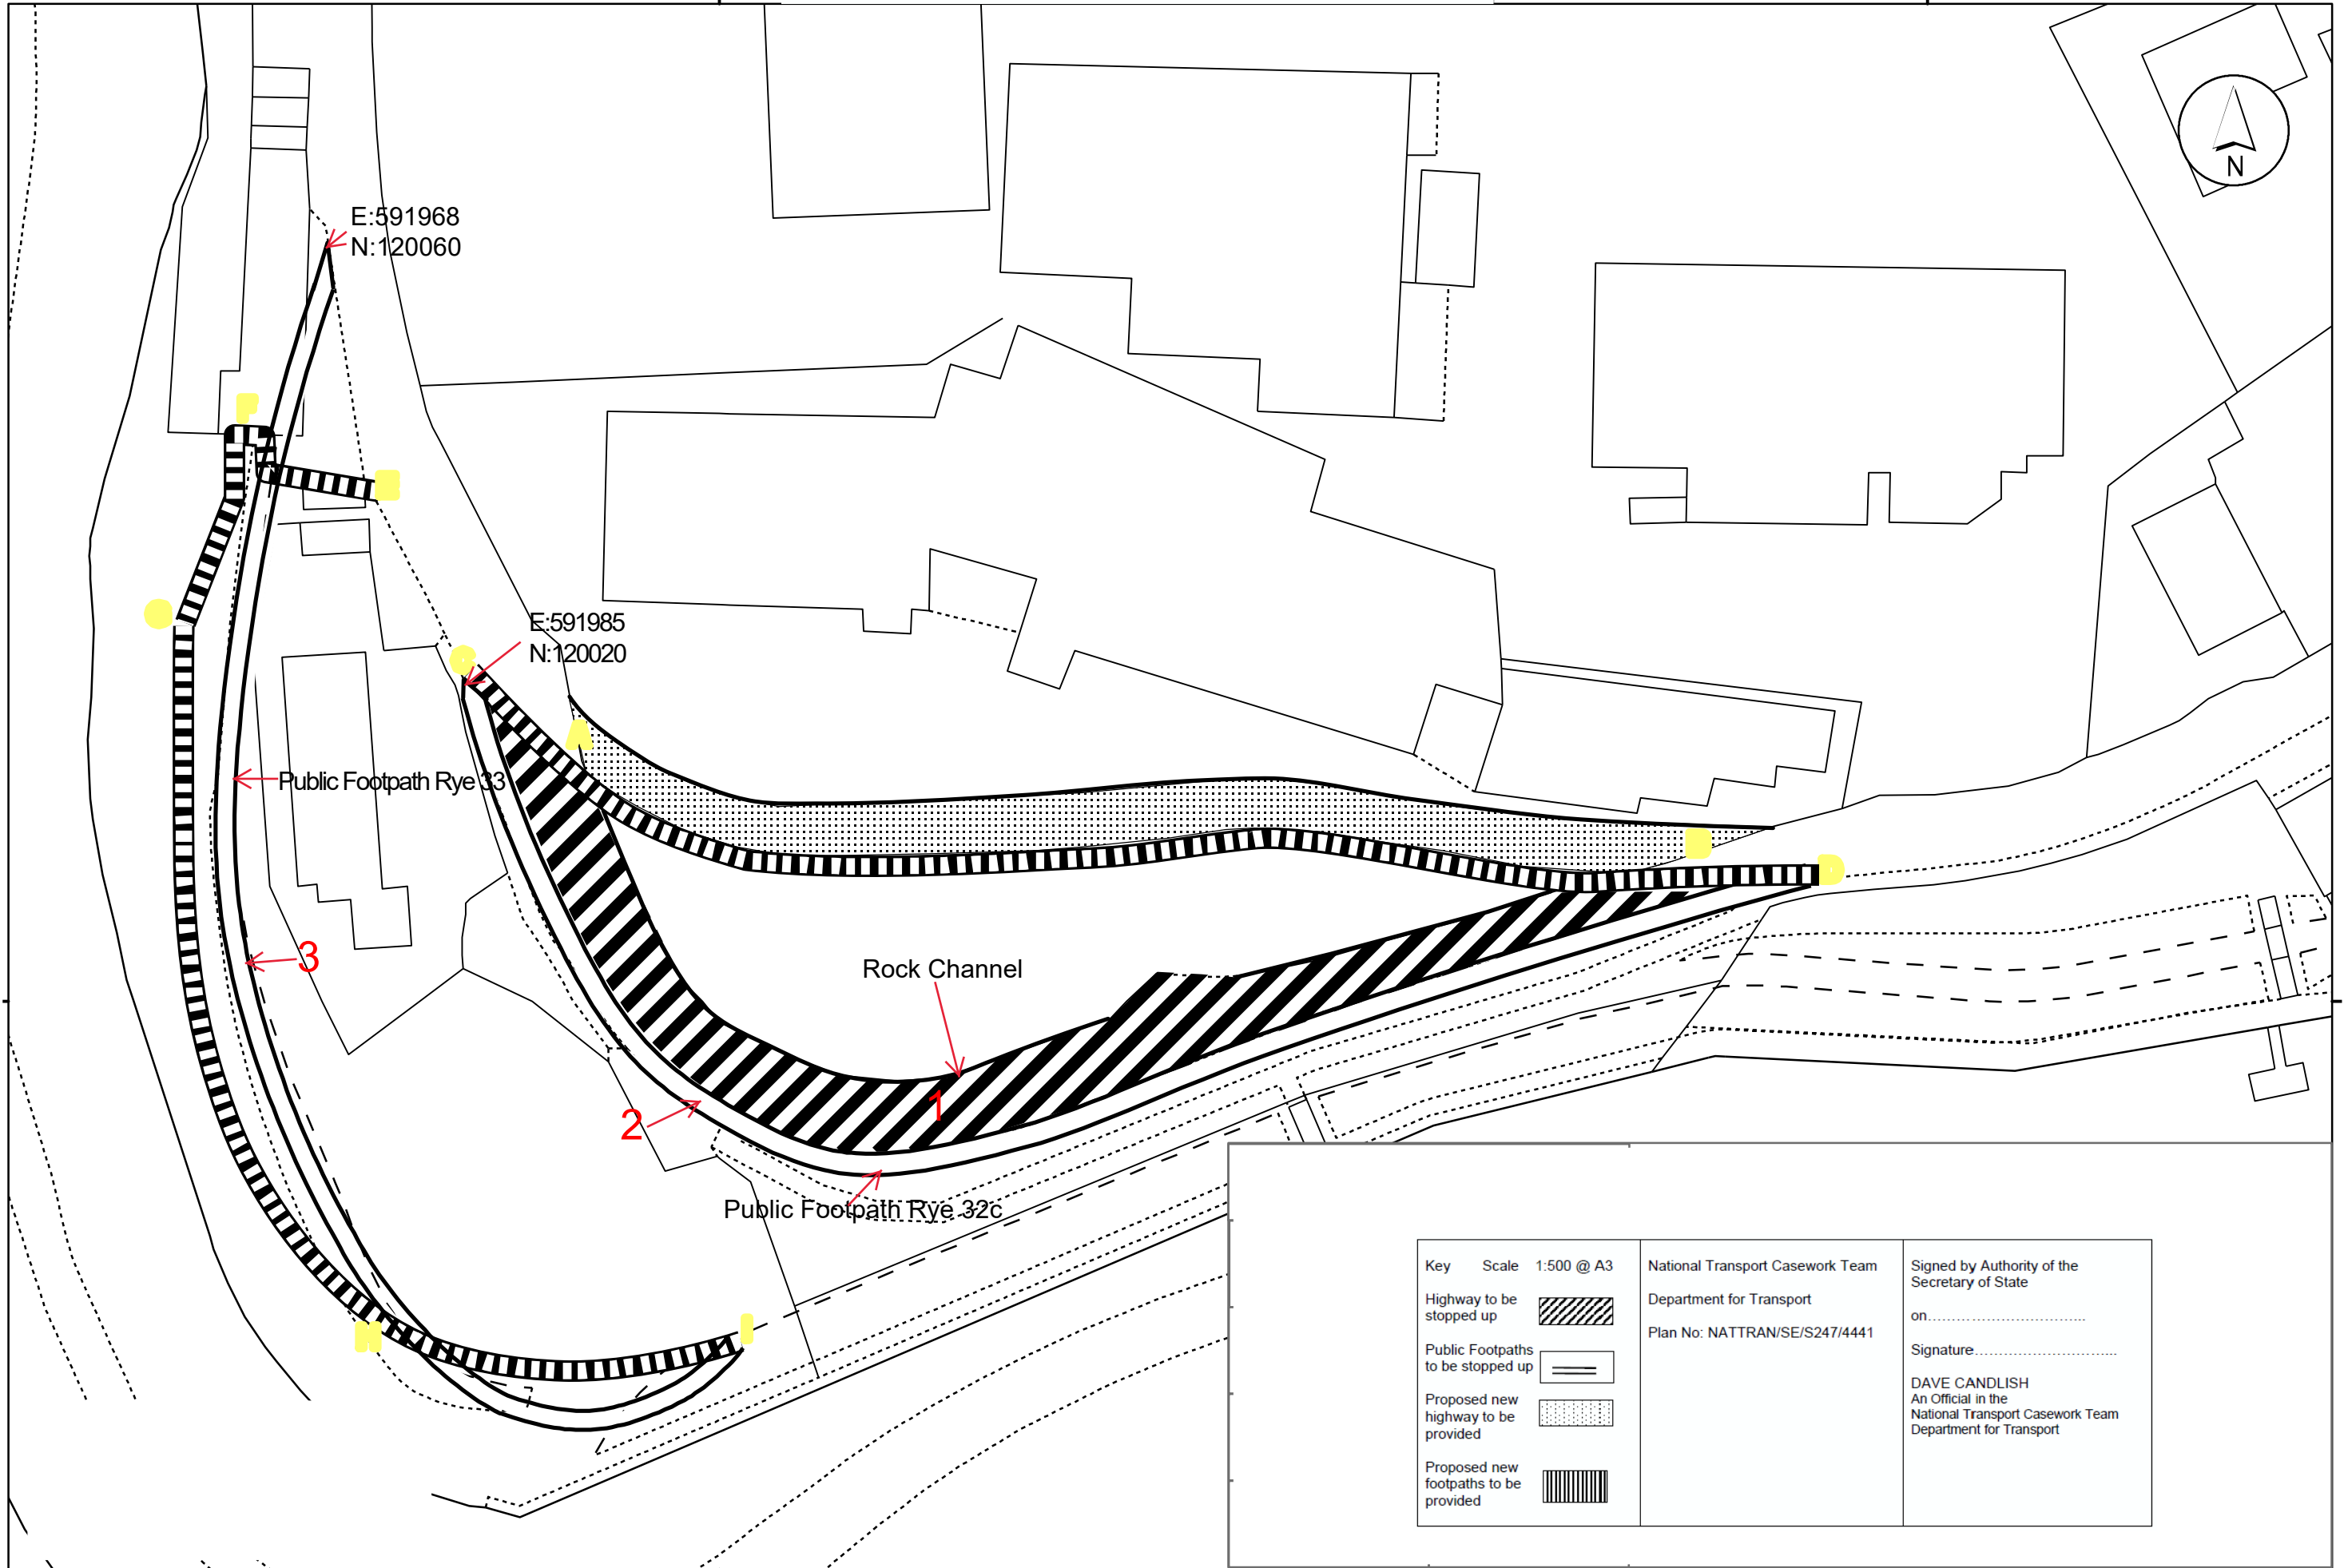 N
E:591968
N:120060
F
E
G
E:591985
N:120020
C
A
Public Footpath Rye 33
B
D
3
Rock Channel
1
2
Public Footpath Rye 32c
H
I
Key Scale 1:500 @ A3
Highway to be
stopped up
Public Footpaths
to be stopped up
Proposed new
highway to be
provided
Proposed new
footpaths to be
provided
National Transport Casework Team
Department for Transport
Plan No: NATTRAN/SE/S247/4441
Signed by Authority of the
Secretary of State
on..................................
Signature............................
DAVE CANDLISH
An Official in the
National Transport Casework Team
Department for Transport